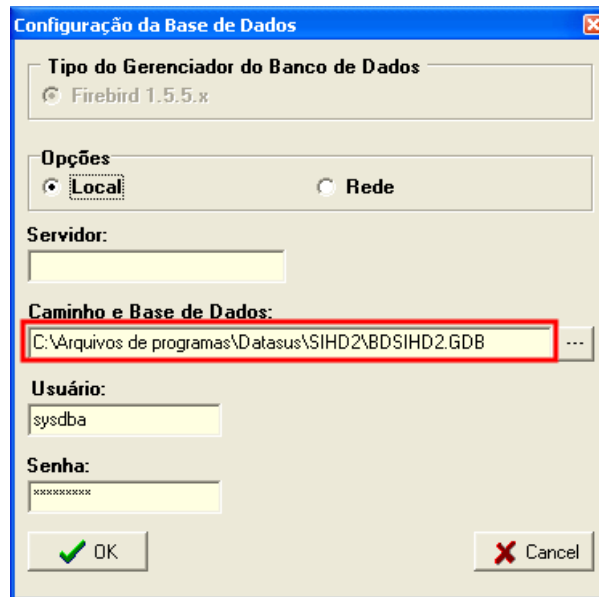 Configuração da Base de Dados
Tipo do Gerenciador do Banco de Dados
Firebird 1.5.5.x
Opções
Local Rede
Servidor:
Caminho e Base de Dados:
C:\Arquivos de programas\Datasus\SIHD2\BDSIHD2.GDB ...
Usuário:
sysdba
Senha:
*********
OK Cancel